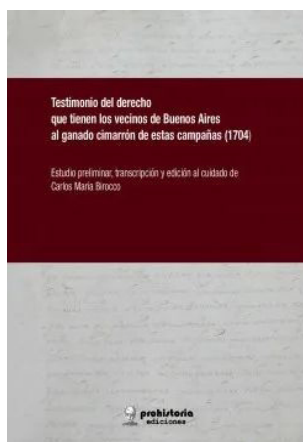 Testimonio del derecho
que tienen los vecinos de Buenos Aires
al ganado cimarrón de estas campañas (1704)
Estudio preliminar, transcripción y edición al cuidado de
Carlos María Birocco
prohistoria
ediciones